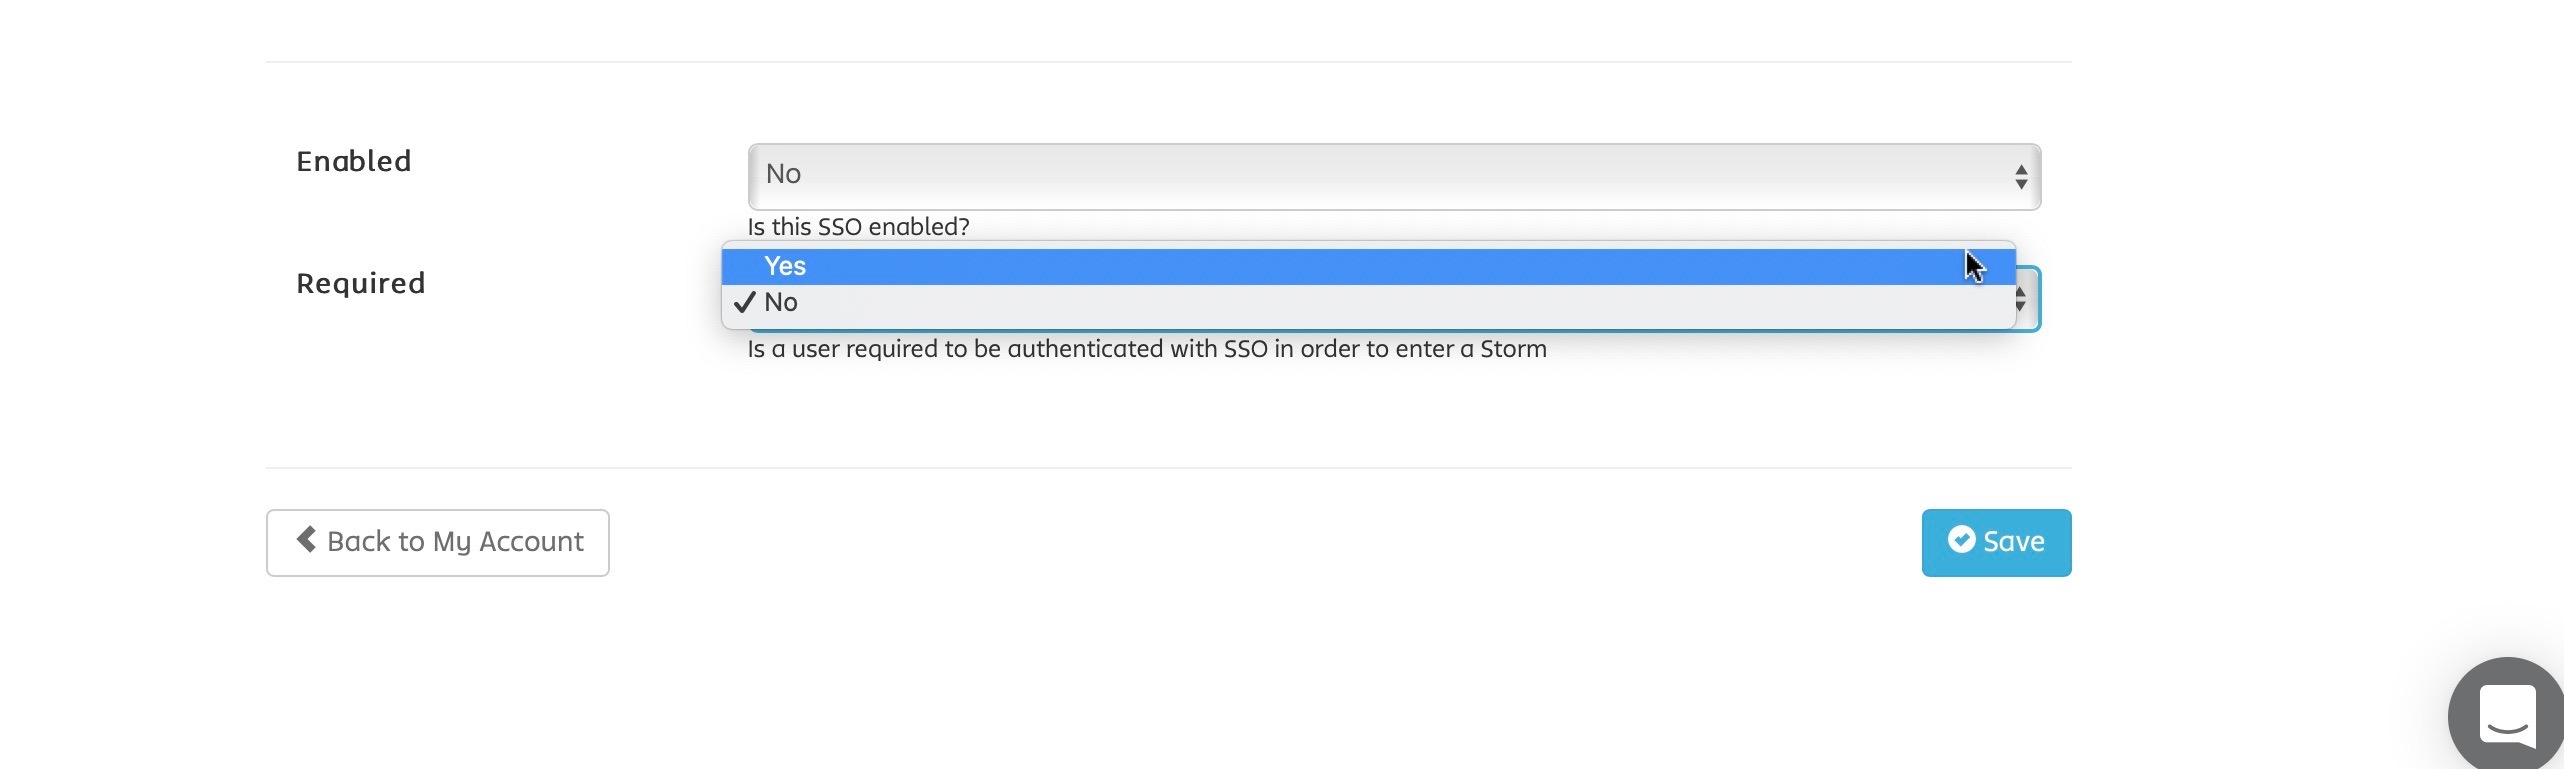 Enabled
No
Is this SSO enabled?
Required
Yes
No
Is a user required to be authenticated with SSO in order to enter a Storm
Back to My Account
Save